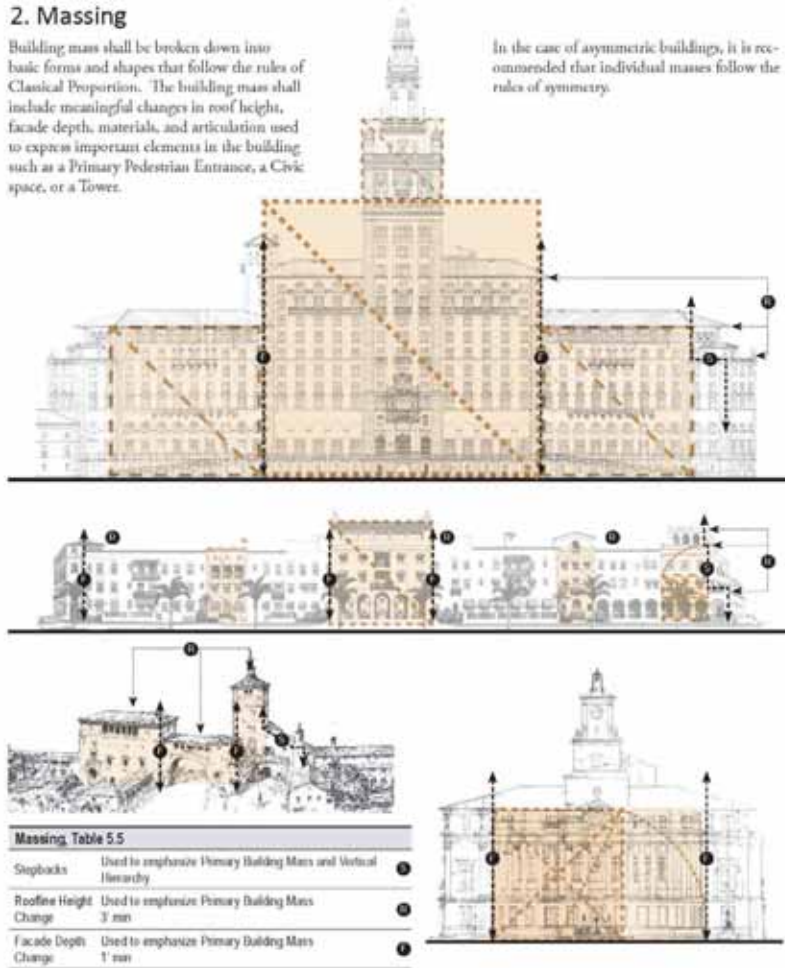 2. Massing
Building mass shall be broken down into
basic forms and shapes that follow the rules of
Classical Proportion. The building mass shall
include meaningful changes in roof height,
facade depth, materials, and articulation used
to express important elements in the building
such as a Primary Pedestrian Entrance, a Civic
space, or a Tower.
In the case of asymmetric buildings, it is rec-
ommended that individual masses follow the
rules of symmetry.
R
F
F
S
R
R
R
F
F
F
S
R
R
F
F
S
F
F
Massing, Table 5.5
Stepbacks Used to emphasize Primary Building Mass and Vertical
Hierarchy S
Roofline Height Used to emphasize Primary Building Mass
Change 3' min R
Facade Depth Used to emphasize Primary Building Mass
Change 1' min F